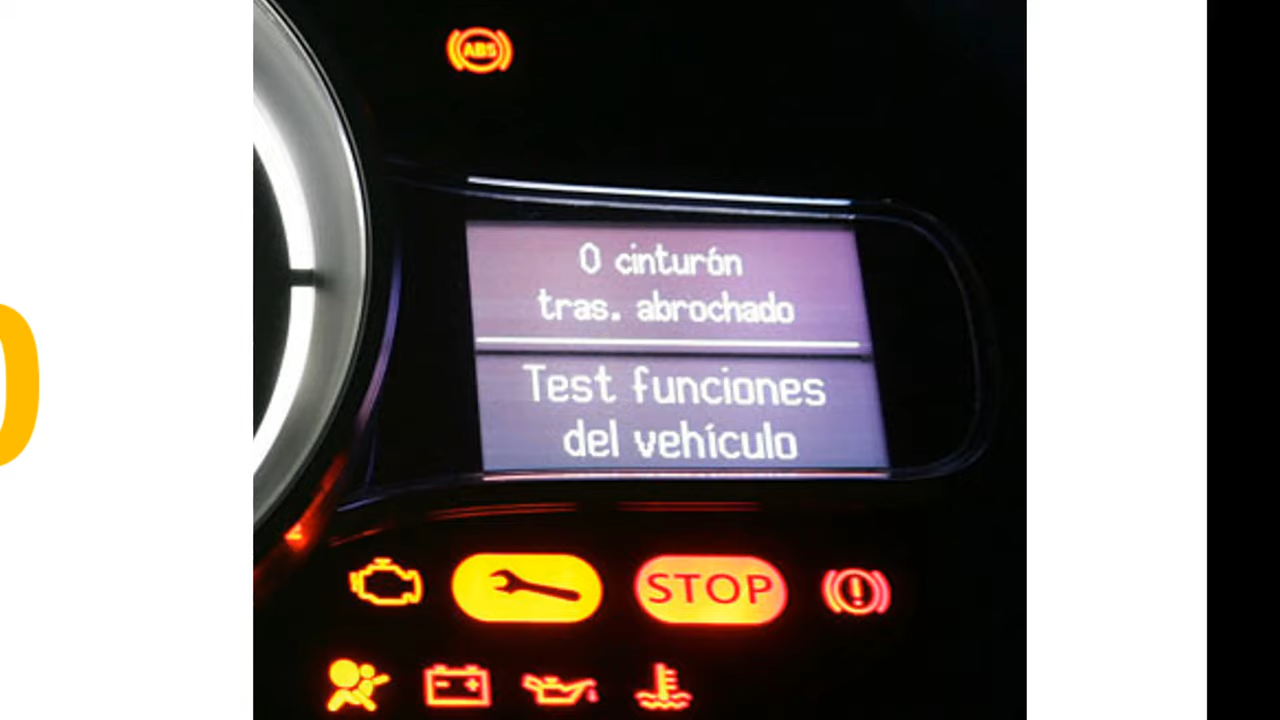 ABS
0 cinturón
tras. abrochado
Test funciones
del vehículo
STOP